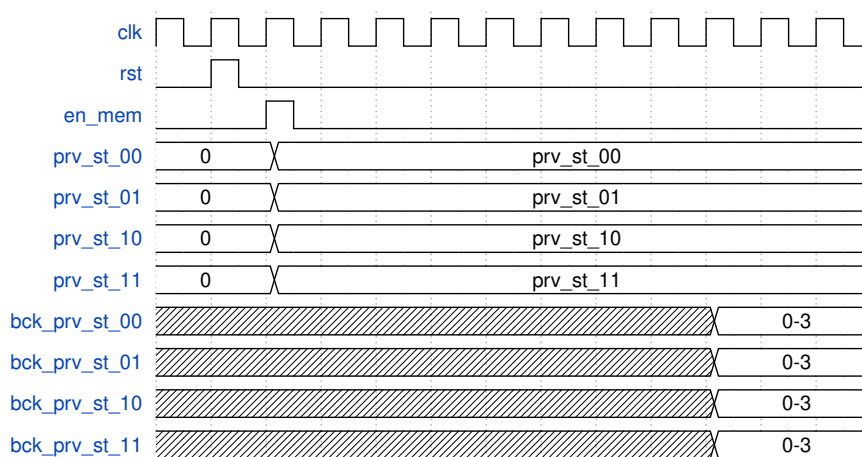 clk
rst
en_mem
prv_st_00 0 prv_st_00
prv_st_01 0 prv_st_01
prv_st_10 0 prv_st_10
prv_st_11 0 prv_st_11
bck_prv_st_00 0-3
bck_prv_st_01 0-3
bck_prv_st_10 0-3
bck_prv_st_11 0-3